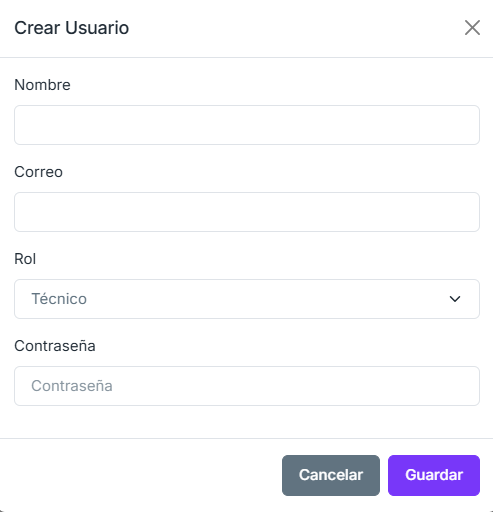 Crear Usuario
Nombre
Correo
Rol
Técnico
Contraseña
Contraseña
Cancelar Guardar